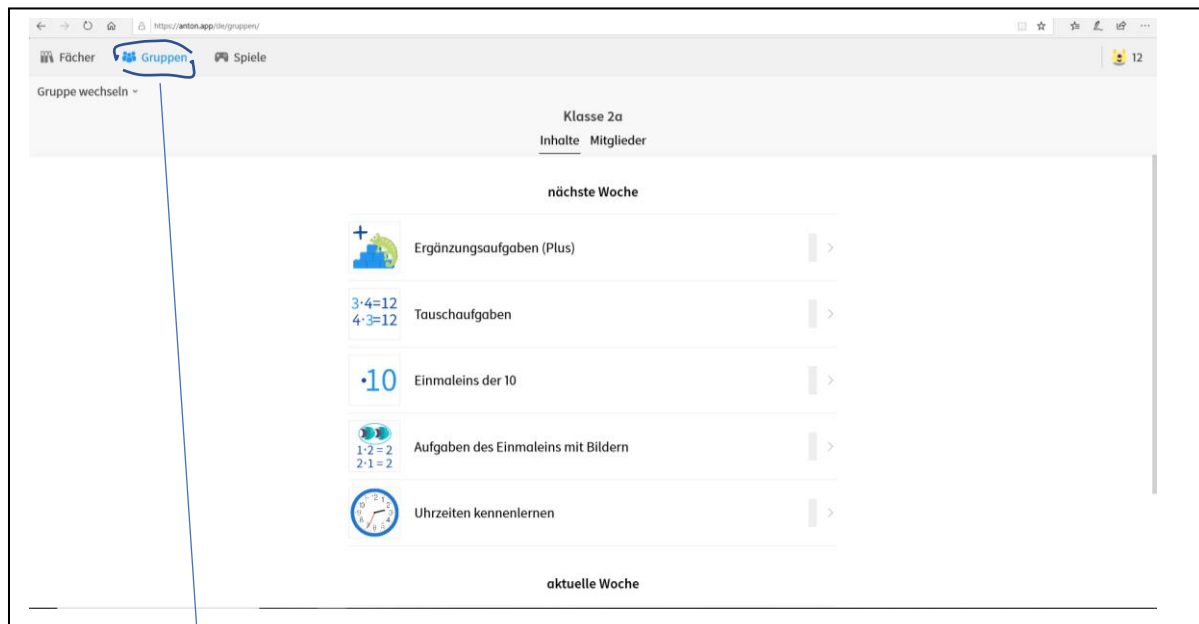 https://anton.app/de/gruppen/
Fächer Gruppen Spiele 12
Gruppe wechseln
Klasse 2a
Inhalte Mitglieder
nächste Woche
+
Ergänzungsaufgaben (Plus)
3·4=12
4·3=12
Tauschaufgaben
·10
Einmaleins der 10
1·2=2
2·1=2
Aufgaben des Einmaleins mit Bildern
Uhrzeiten kennenlernen
aktuelle Woche